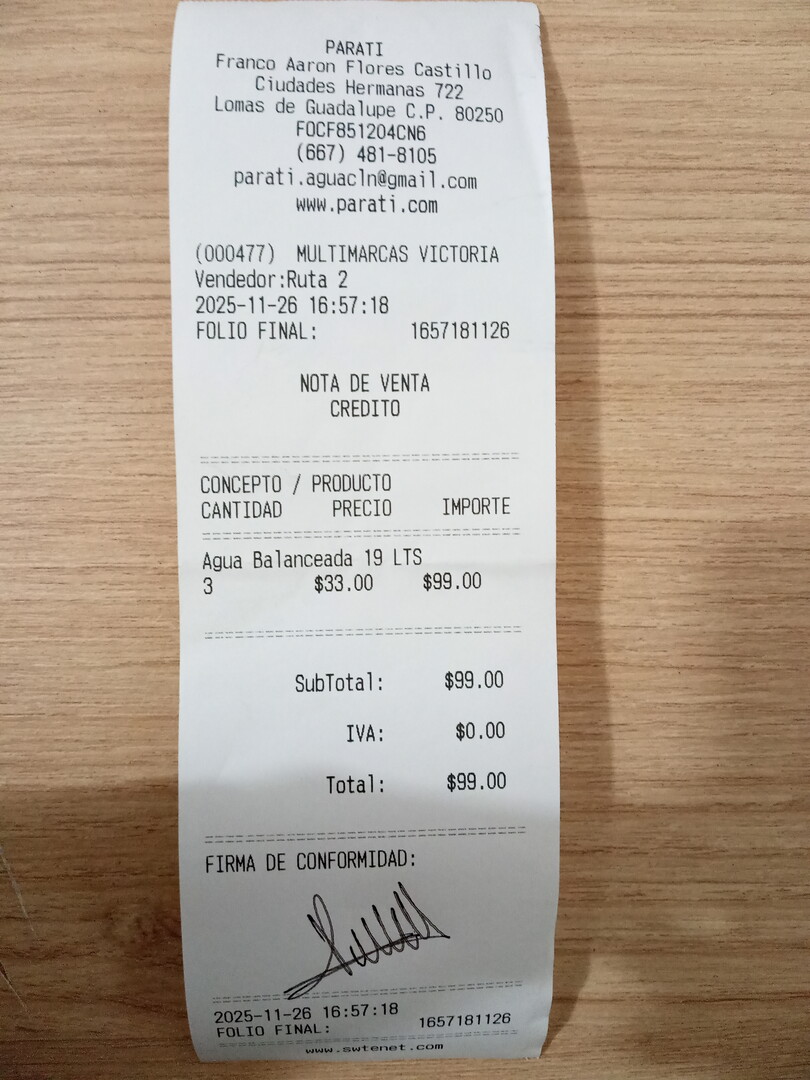 PARATI
Franco Aaron Flores Castillo
Ciudades Hermanas 722
Lomas de Guadalupe C.P. 80250
FOCF851204CN6
(667) 481-8105
parati.aguacln@gmail.com
www.parati.com
(000477) MULTIMARCAS VICTORIA
Vendedor:Ruta 2
2025-11-26 16:57:18
FOLIO FINAL: 1657181126
NOTA DE VENTA
CREDITO
CONCEPTO / PRODUCTO
CANTIDAD PRECIO IMPORTE
Agua Balanceada 19 LTS
3 $33.00 $99.00
SubTotal: $99.00
IVA: $0.00
Total: $99.00
FIRMA DE CONFORMIDAD:
2025-11-26 16:57:18
FOLIO FINAL: 1657181126
www.swtenet.com